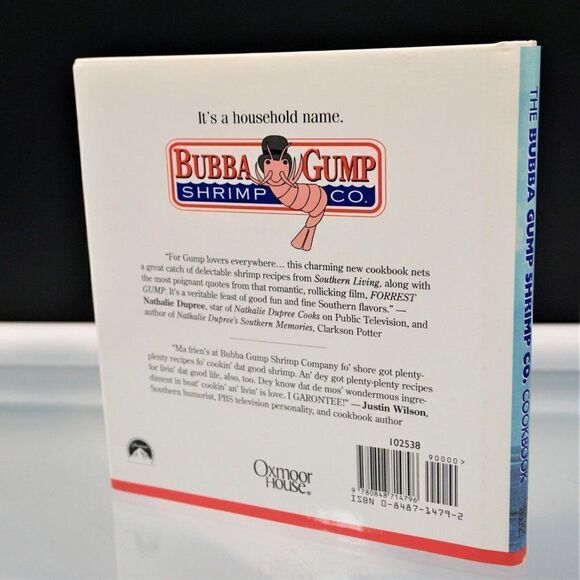 It's a household name.
BUBBA GUMP
SHRIMP CO.
"For Gump lovers everywhere… this charming new cookbook nets
a great catch of delectable shrimp recipes from Southern Living, along with
the most poignant quotes from that romantic, rollicking film, FORREST
GUMP. It's a veritable feast of good fun and fine Southern flavors." —
Nathalie Dupree, star of Nathalie Dupree Cooks on Public Television, and
author of Nathalie Dupree's Southern Memories, Clarkson Potter
"Ma frien's at Bubba Gump Shrimp Company fo' shore got plenty-
plenty recipes fo' cookin' dat good shrimp. An' dey got plenty-plenty recipes
for livin' dat good life, also, too. Dey know dat de mos' wondermous ingre-
diment in boat' cookin' an' livin' is love. I GARONTEE!" — Justin Wilson,
Southern humorist, PBS television personality, and cookbook author
Oxmoor
House®
102538
90000>
9 780848 714796
ISBN 0-8487-1479-2
THE BUBBA GUMP SHRIMP CO. COOKBOOK